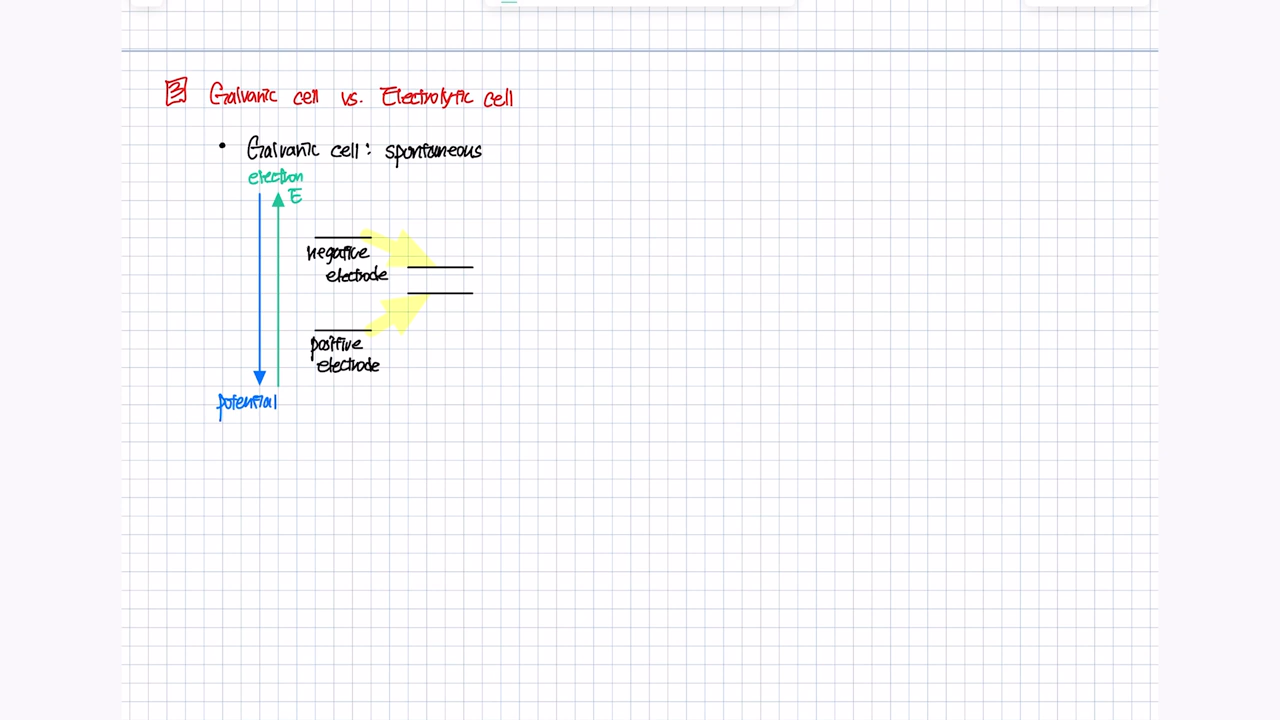 3 Galvanic cell vs. Electrolytic cell
• Galvanic cell: spontaneous
electron
E
negative
electrode
positive
electrode
potential